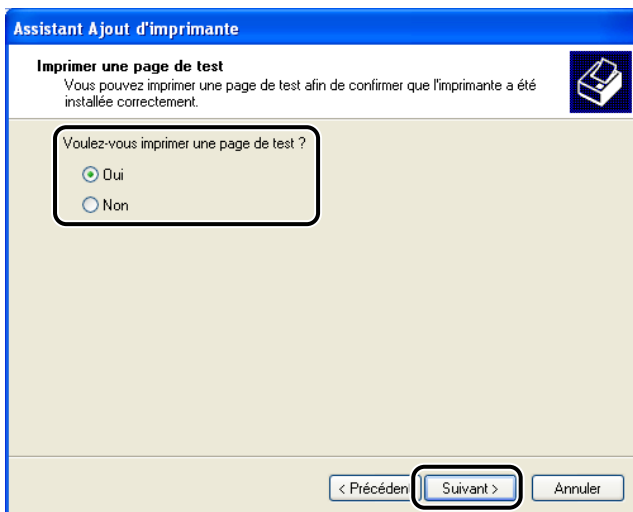 Assistant Ajout d'imprimante
Imprimer une page de test
Vous pouvez imprimer une page de test afin de confirmer que l'imprimante a été
installée correctement.
Voulez-vous imprimer une page de test ?
Oui
Non
< Précéden Suivant > Annuler